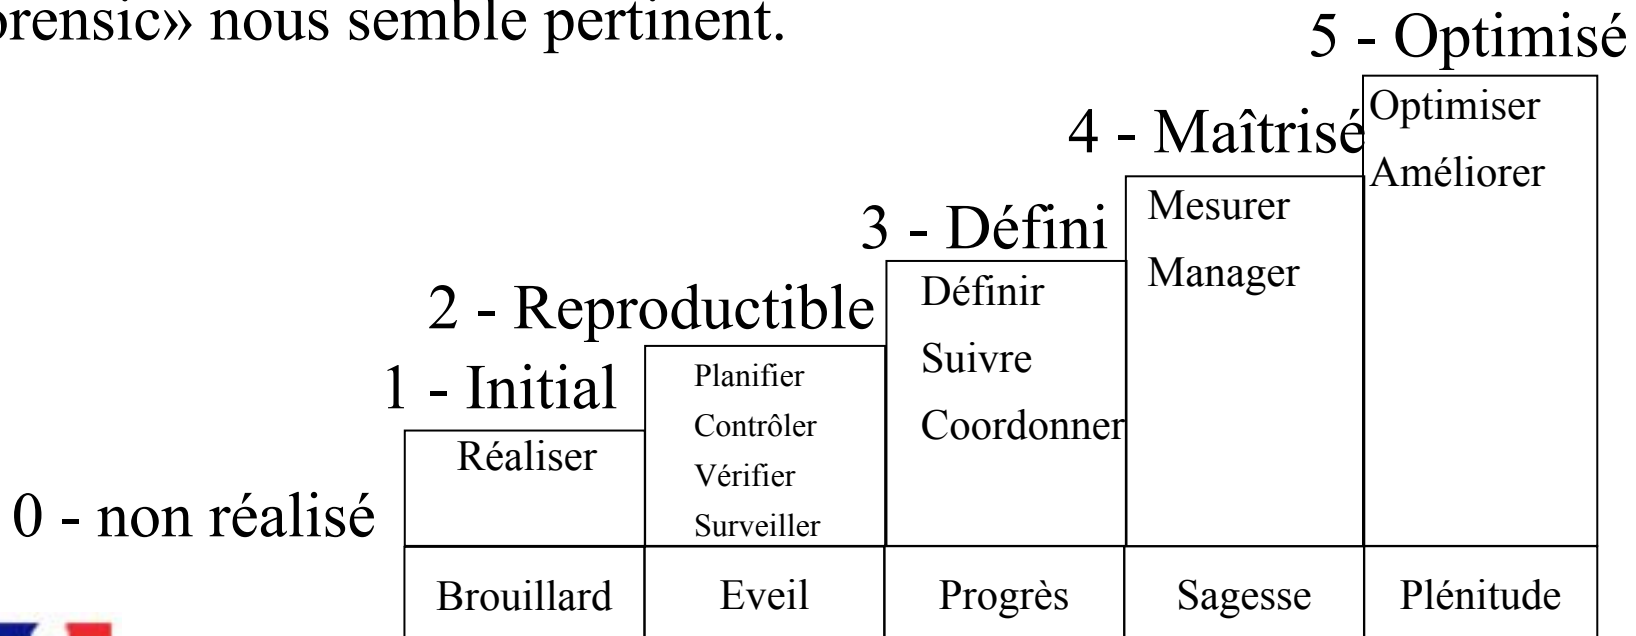 nous semble pertinent.
5 - Optimisé
Optimiser
Améliorer
4 - Maîtrisé
Mesurer
Manager
3 - Défini
Définir
Suivre
Coordonner
2 - Reproductible
Planifier
Contrôler
Vérifier
Surveiller
1 - Initial
Réaliser
0 - non réalisé
Brouillard Eveil Progrès Sagesse Plénitude